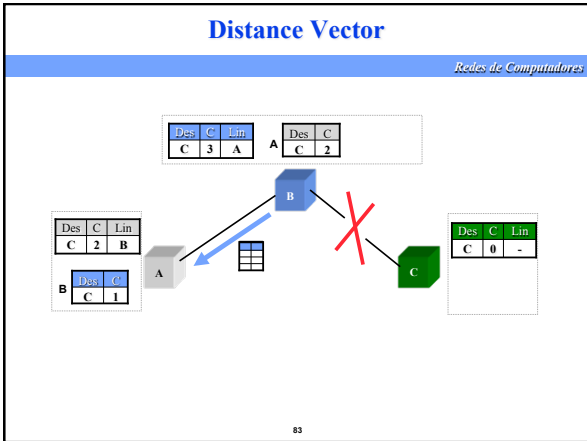 Distance Vector
Redes de Computadores
Des C Lin
C 3 A
A
Des C
C 2
B
Des C Lin
C 2 B
B
Des C
C 1
A
C
Des C Lin
C 0 -
83